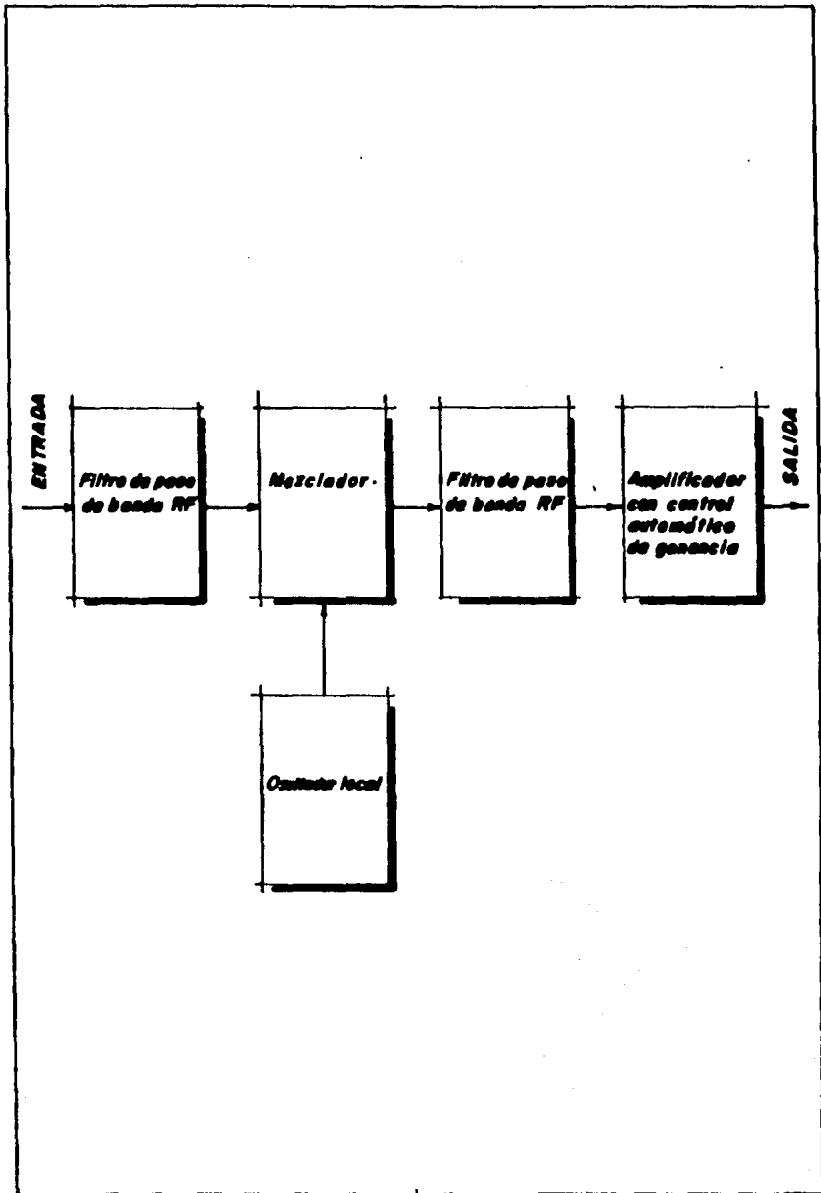 ENTRADA
Filtro de paso
de banda RF
Mezclador.
Filtro de paso
de banda RF
Amplificador
con control
automático
de ganancia
SALIDA
Oscilador local